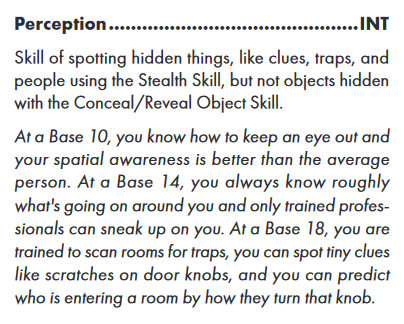 Perception.............................................INT
Skill of spotting hidden things, like clues, traps, and
people using the Stealth Skill, but not objects hidden
with the Conceal/Reveal Object Skill.
At a Base 10, you know how to keep an eye out and
your spatial awareness is better than the average
person. At a Base 14, you always know roughly
what's going on around you and only trained profes-
sionals can sneak up on you. At a Base 18, you are
trained to scan rooms for traps, you can spot tiny clues
like scratches on door knobs, and you can predict
who is entering a room by how they turn that knob.